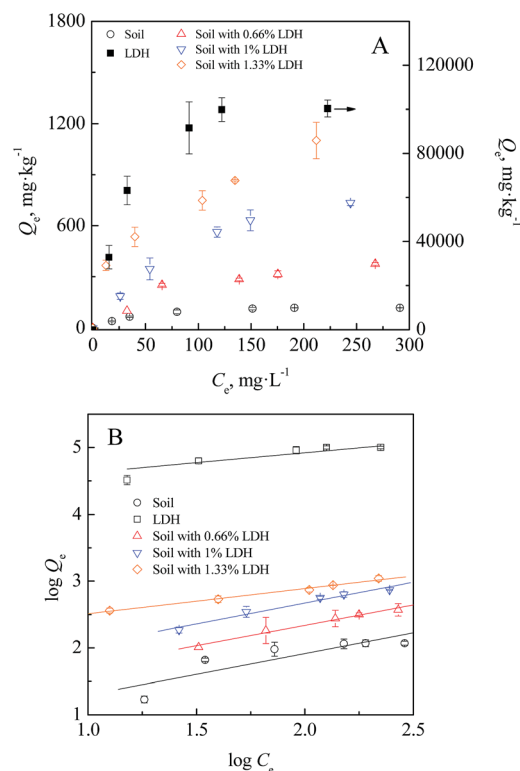 A
Soil
LDH
Soil with 0.66% LDH
Soil with 1% LDH
Soil with 1.33% LDH
1800
1500
1200
900
600
300
0
Qe, mg·kg-1
120000
80000
40000
0
Qe, mg·kg-1
0 50 100 150 200 250 300
Ce, mg·L-1
B
Soil
LDH
Soil with 0.66% LDH
Soil with 1% LDH
Soil with 1.33% LDH
5
4
3
2
1
log Qe
1.0 1.5 2.0 2.5
log Ce